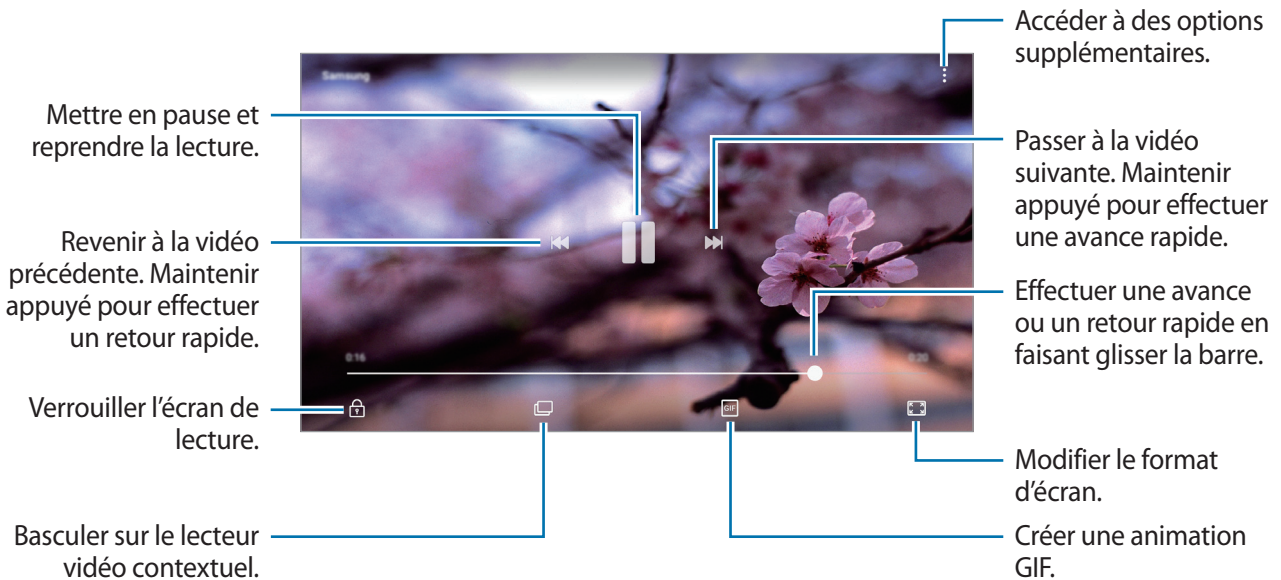 Accéder à des options
supplémentaires.
Samsung
Mettre en pause et
reprendre la lecture.
Passer à la vidéo
suivante. Maintenir
appuyé pour effectuer
une avance rapide.
Revenir à la vidéo
précédente. Maintenir
appuyé pour effectuer
un retour rapide.
Effectuer une avance
ou un retour rapide en
faisant glisser la barre.
0:16
0:20
Verrouiller l’écran de
lecture.
GIF
Modifier le format
d’écran.
Basculer sur le lecteur
vidéo contextuel.
Créer une animation
GIF.